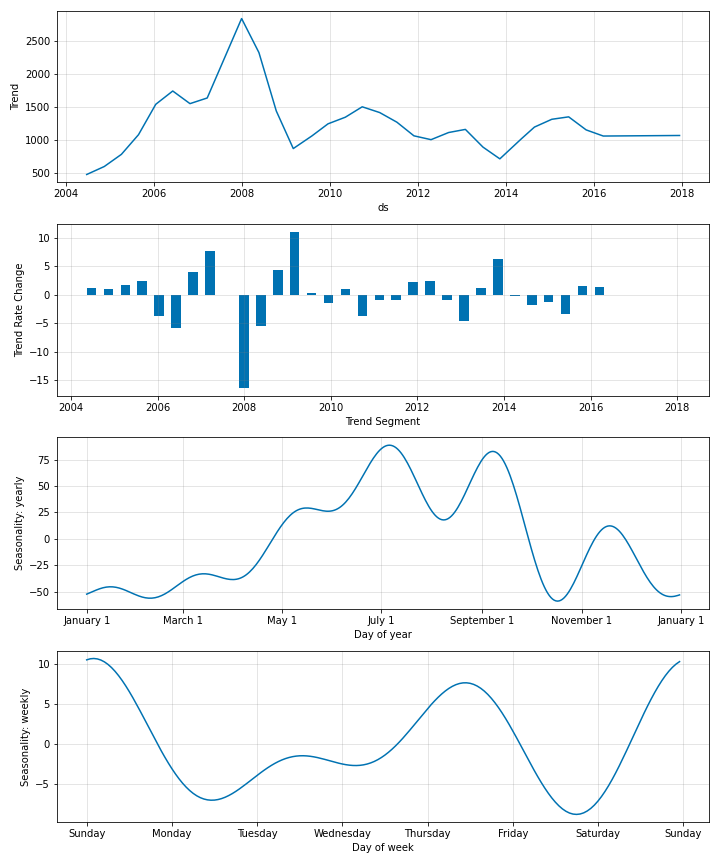 Trend
2500
2000
1500
1000
500
2004 2006 2008 2010 2012 2014 2016 2018
ds
Trend Rate Change
10
5
0
−5
−10
−15
2004 2006 2008 2010 2012 2014 2016 2018
Trend Segment
Seasonality: yearly
75
50
25
0
−25
−50
January 1 March 1 May 1 July 1 September 1 November 1 January 1
Day of year
Seasonality: weekly
10
5
0
−5
Sunday Monday Tuesday Wednesday Thursday Friday Saturday Sunday
Day of week